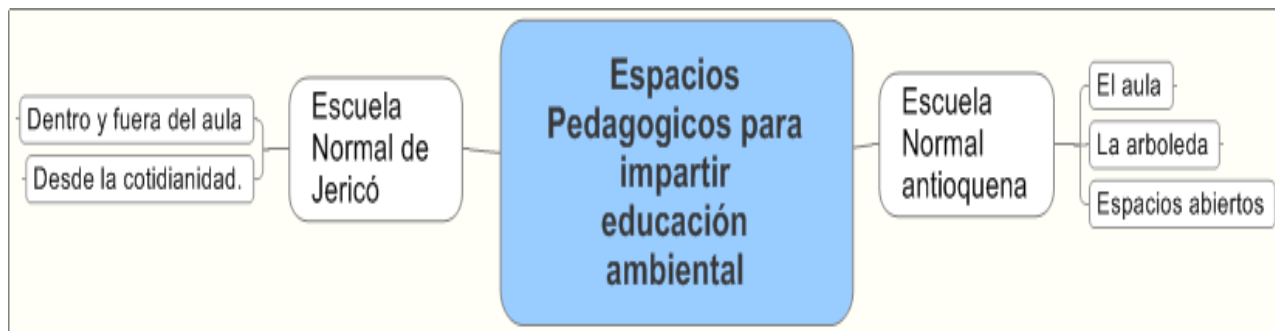 Dentro y fuera del aula
Desde la cotidianidad.
Escuela
Normal de
Jericó
Espacios
Pedagogicos para
impartir
educación
ambiental
Escuela
Normal
antioquena
El aula
La arboleda
Espacios abiertos